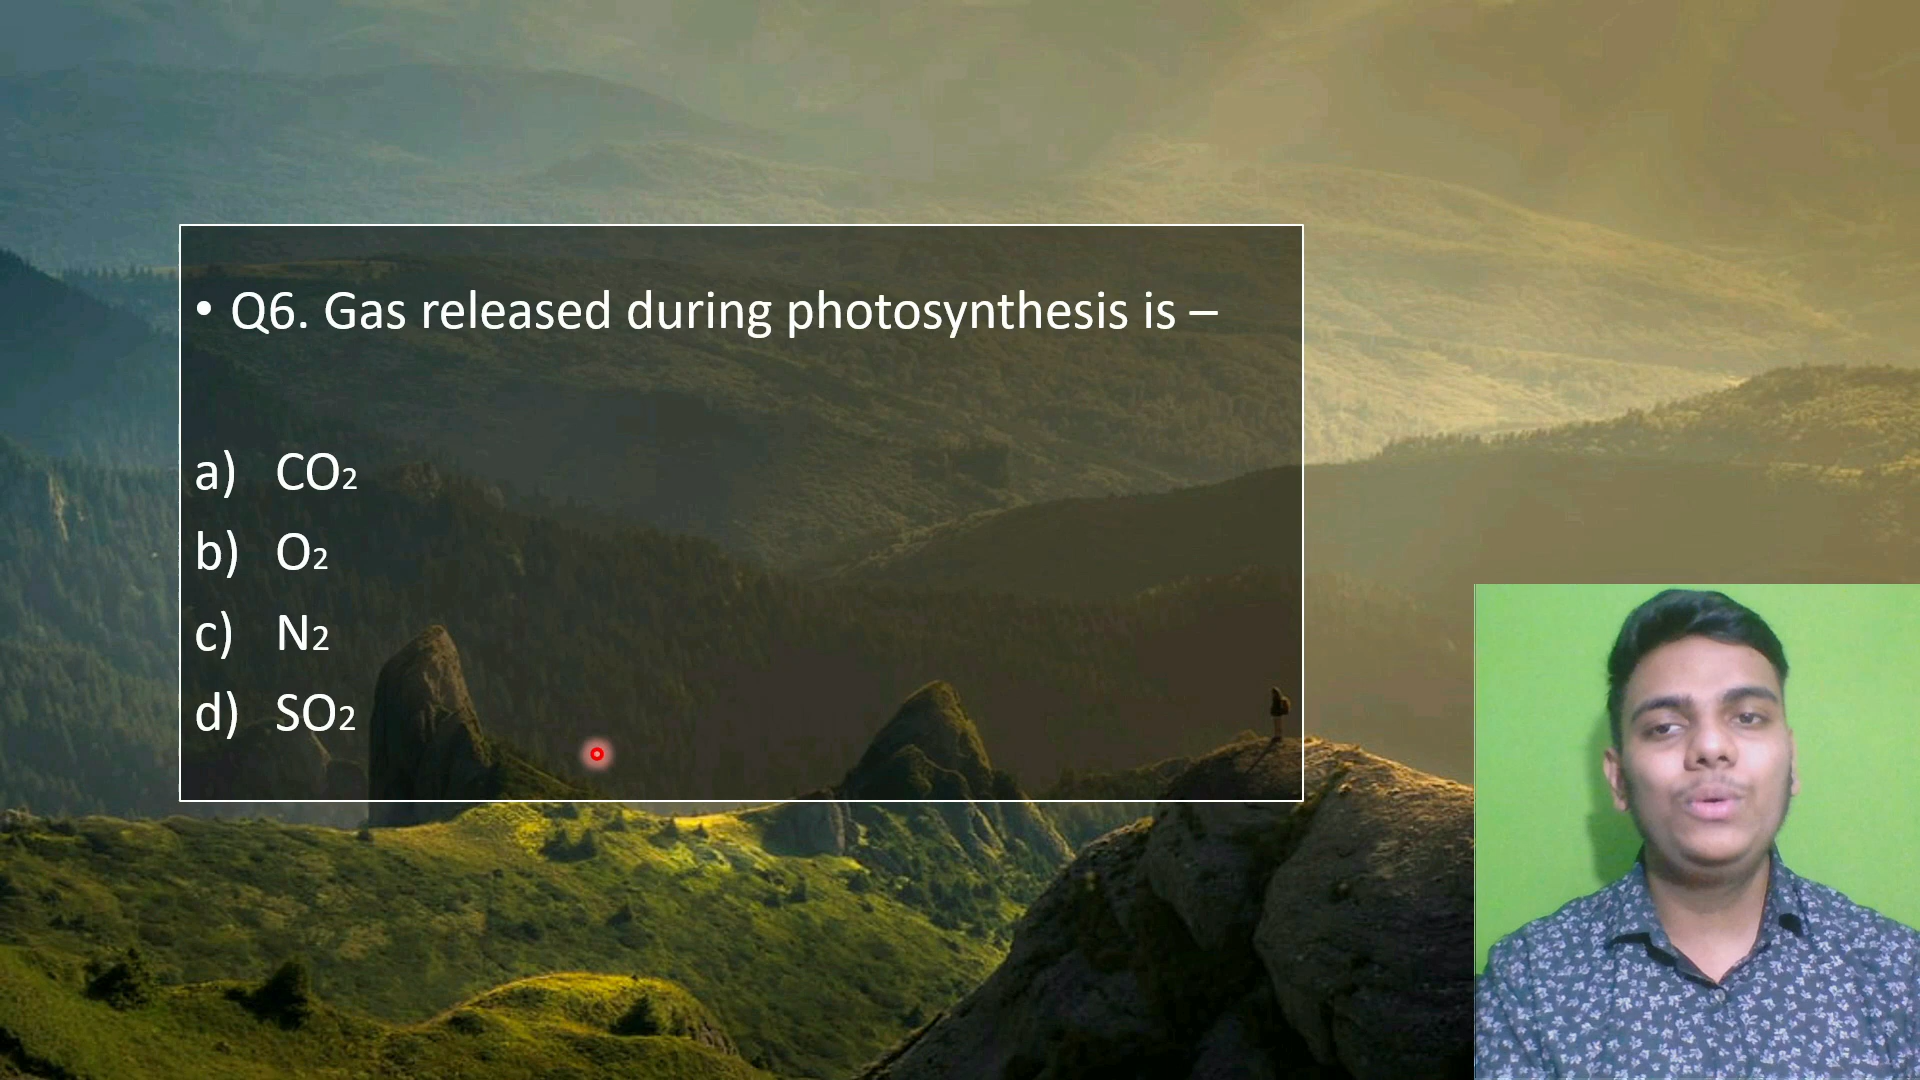 • Q6. Gas released during photosynthesis is –
a) CO2
b) O2
c) N2
d) SO2